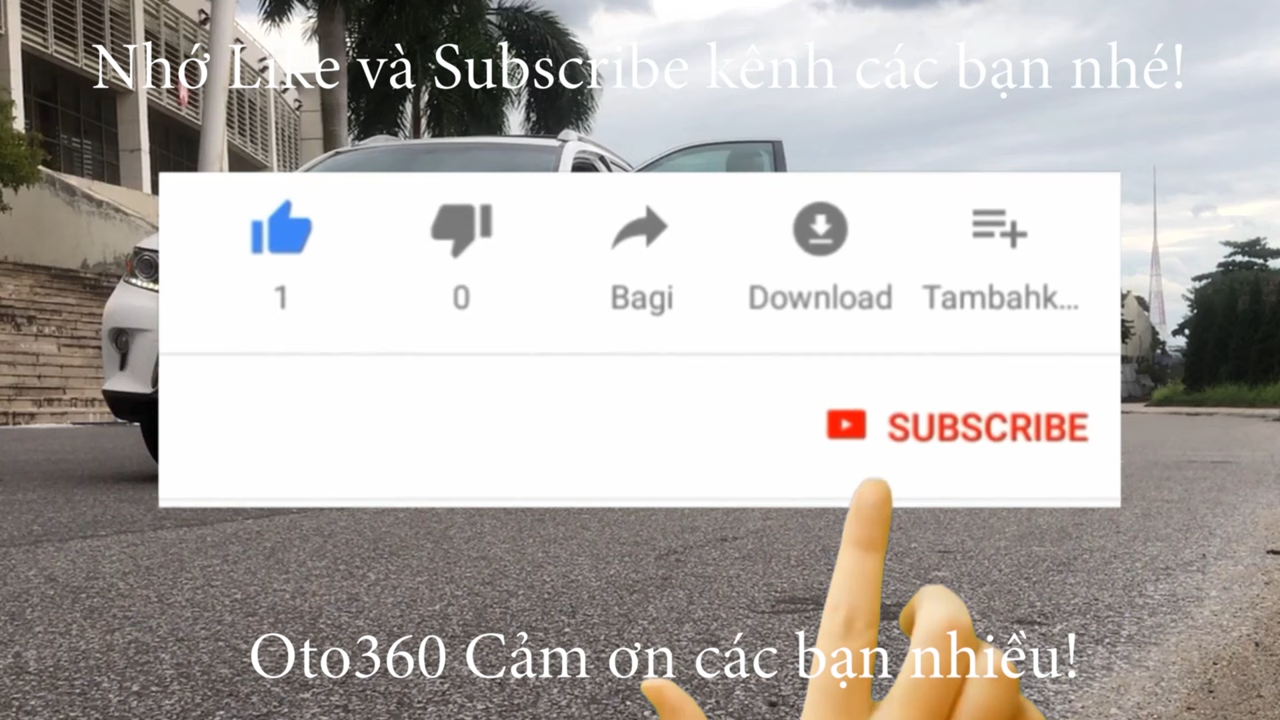 Nhớ Like và Subscribe kênh các bạn nhé!
1 0 Bagi Download Tambahk...
SUBSCRIBE
Oto360 Cảm ơn các bạn nhiều!